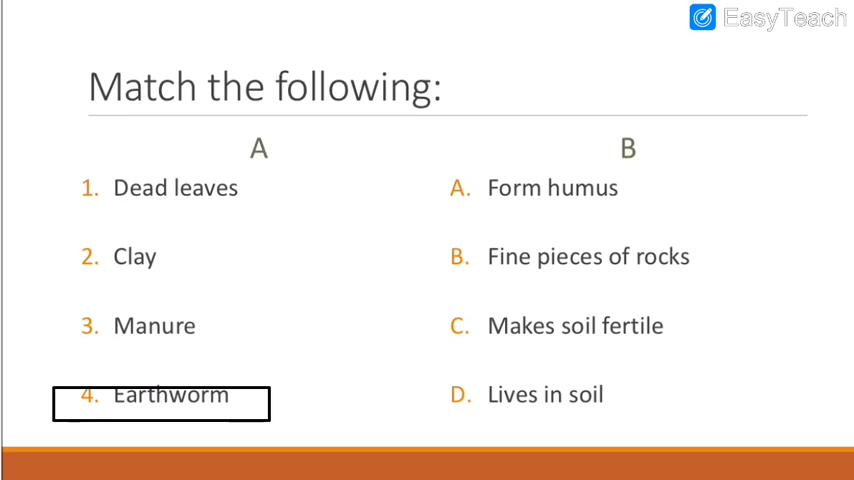 EasyTeach
Match the following:
A B
1. Dead leaves A. Form humus
2. Clay B. Fine pieces of rocks
3. Manure C. Makes soil fertile
4. Earthworm D. Lives in soil